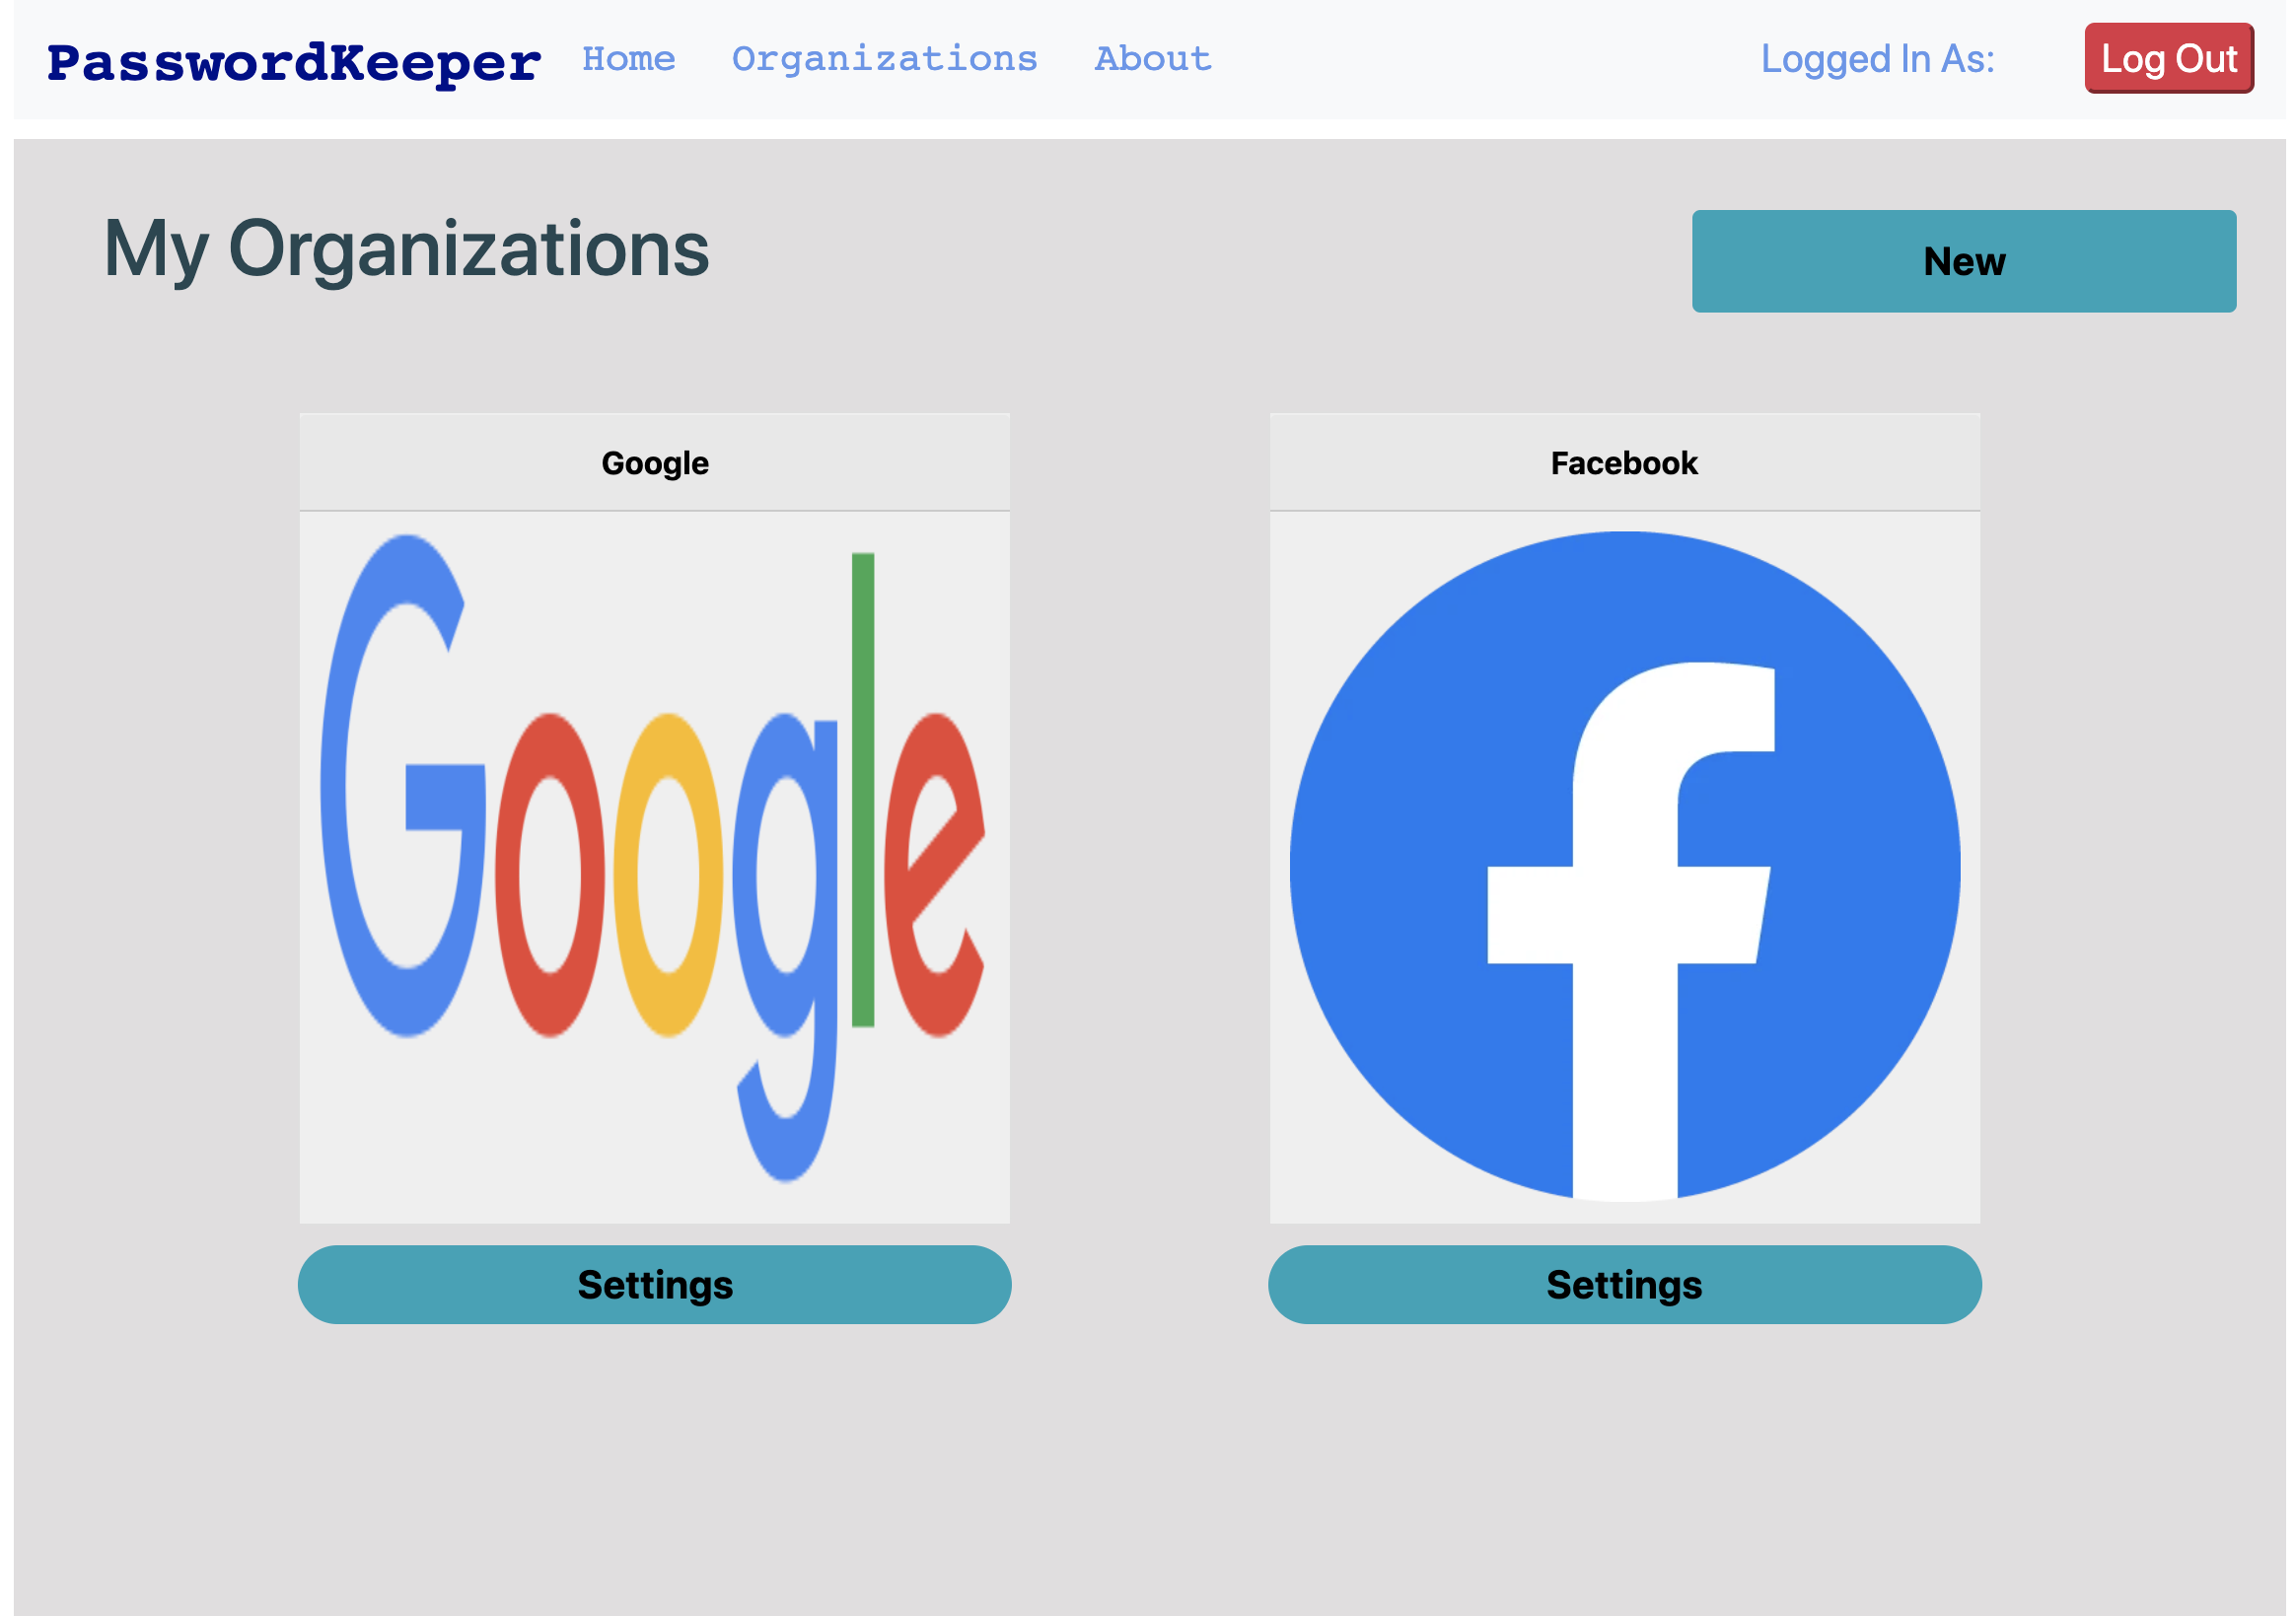 PasswordKeeper Home Organizations About Logged In As: Log Out
My Organizations
New
Google
Google
Settings
Facebook
f
Settings